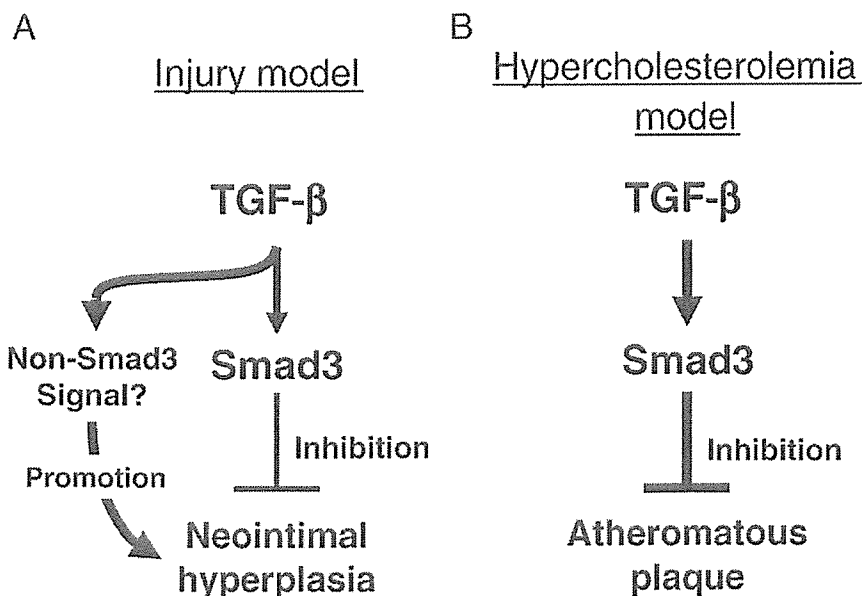 A
Injury model
TGF-β
Non-Smad3
Signal?
Smad3
Promotion
Inhibition
Neointimal
hyperplasia
B
Hypercholesterolemia
model
TGF-β
Smad3
Inhibition
Atheromatous
plaque